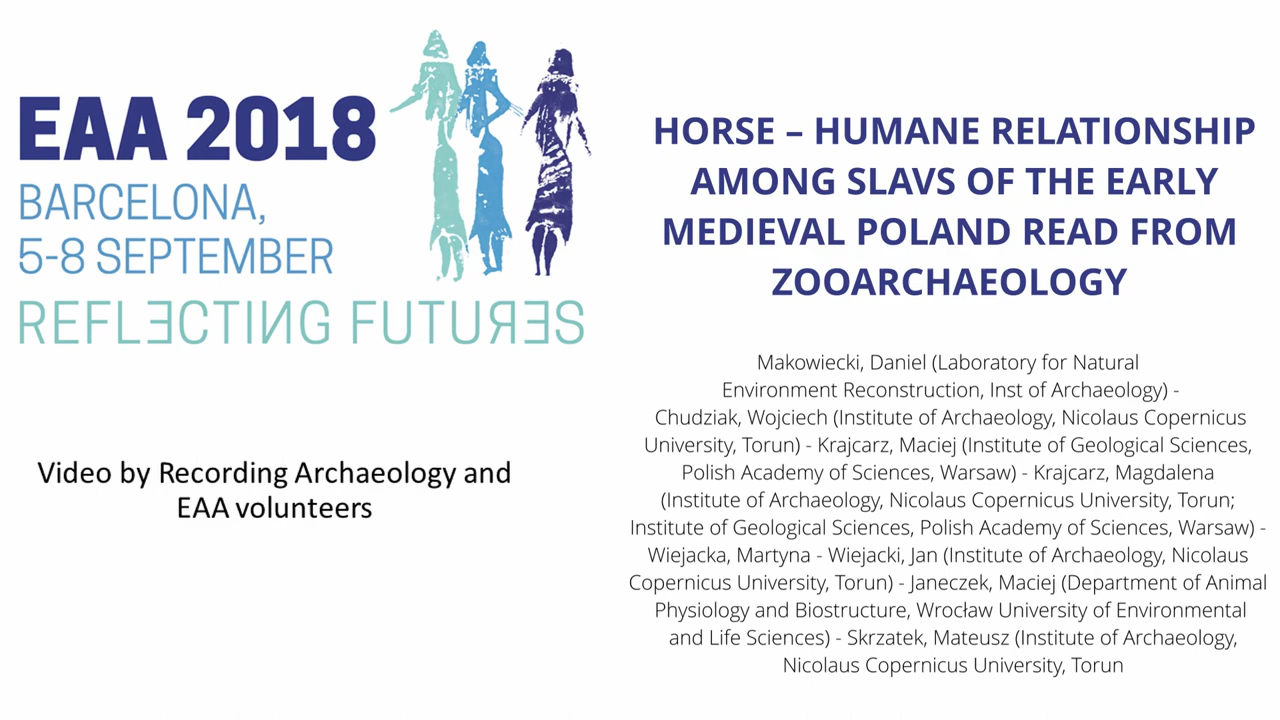 EAA 2018
BARCELONA,
5-8 SEPTEMBER
REFLECTING FUTURES
Video by Recording Archaeology and
EAA volunteers
HORSE – HUMANE RELATIONSHIP
AMONG SLAVS OF THE EARLY
MEDIEVAL POLAND READ FROM
ZOOARCHAEOLOGY
Makowiecki, Daniel (Laboratory for Natural
Environment Reconstruction, Inst of Archaeology) -
Chudziak, Wojciech (Institute of Archaeology, Nicolaus Copernicus
University, Torun) - Krajcarz, Maciej (Institute of Geological Sciences,
Polish Academy of Sciences, Warsaw) - Krajcarz, Magdalena
(Institute of Archaeology, Nicolaus Copernicus University, Torun;
Institute of Geological Sciences, Polish Academy of Sciences, Warsaw) -
Wiejacka, Martyna - Wiejacki, Jan (Institute of Archaeology, Nicolaus
Copernicus University, Torun) - Janeczek, Maciej (Department of Animal
Physiology and Biostructure, Wrocław University of Environmental
and Life Sciences) - Skrzatek, Mateusz (Institute of Archaeology,
Nicolaus Copernicus University, Torun